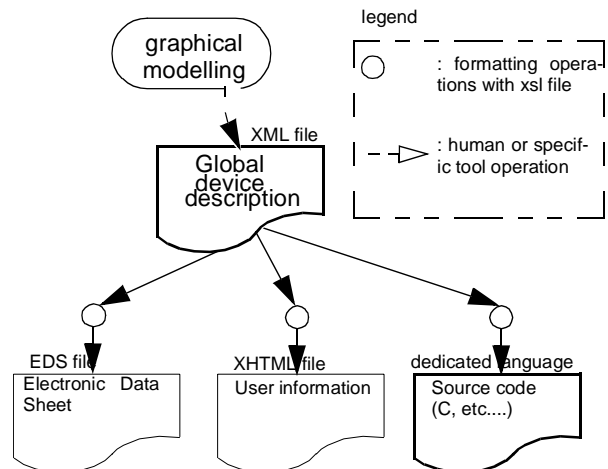 legend
graphical
modelling
: formatting opera-
tions with xsl file
: human or specif-
ic tool operation
XML file
Global
device
description
EDS file
Electronic Data
Sheet
XHTML file
User information
dedicated language
Source code
(C, etc....)